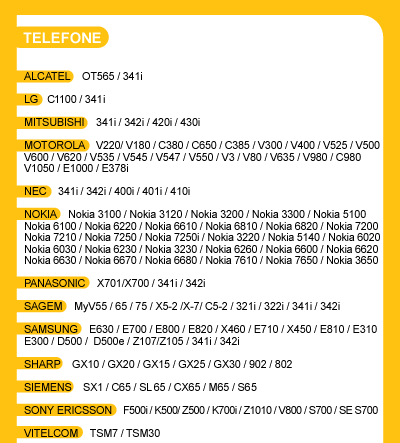 TELEFONE
ALCATEL OT565 / 341i
LG C1100 / 341i
MITSUBISHI 341i / 342i / 420i / 430i
MOTOROLA V220/ V180 / C380 / C650 / C385 / V300 / V400 / V525 / V500
V600 / V620 / V535 / V545 / V547 / V550 / V3 / V80 / V635 / V980 / C980
V1050 / E1000 / E378i
NEC 341i / 342i / 400i / 401i / 410i
NOKIA Nokia 3100 / Nokia 3120 / Nokia 3200 / Nokia 3300 / Nokia 5100
Nokia 6100 / Nokia 6220 / Nokia 6610 / Nokia 6810 / Nokia 6820 / Nokia 7200
Nokia 7210 / Nokia 7250 / Nokia 7250i / Nokia 3220 / Nokia 5140 / Nokia 6020
Nokia 6030 / Nokia 6230 / Nokia 3230 / Nokia 6260 / Nokia 6600 / Nokia 6620
Nokia 6630 / Nokia 6670 / Nokia 6680 / Nokia 7610 / Nokia 7650 / Nokia 3650
PANASONIC X701/X700 / 341i / 342i
SAGEM MyV55 / 65 / 75 / X5-2 /X-7/ C5-2 / 321i / 322i / 341i / 342i
SAMSUNG E630 / E700 / E800 / E820 / X460 / E710 / X450 / E810 / E310
E300 / D500 / D500e / Z107/Z105 / 341i / 342i
SHARP GX10 / GX20 / GX15 / GX25 / GX30 / 902 / 802
SIEMENS SX1 / C65 / SL65 / CX65 / M65 / S65
SONY ERICSSON F500i / K500/ Z500 / K700i / Z1010 / V800 / S700 / SE S700
VITELCOM TSM7 / TSM30